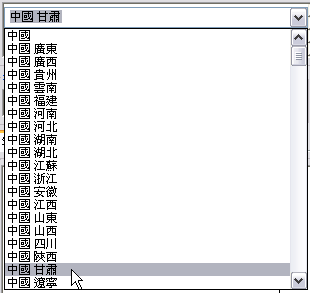 中國 甘肅
中國
中國 廣東
中國 廣西
中國 貴州
中國 雲南
中國 福建
中國 河南
中國 河北
中國 湖南
中國 湖北
中國 江蘇
中國 浙江
中國 安徽
中國 江西
中國 山東
中國 山西
中國 四川
中國 陝西
中國 甘肅
中國 遼寧